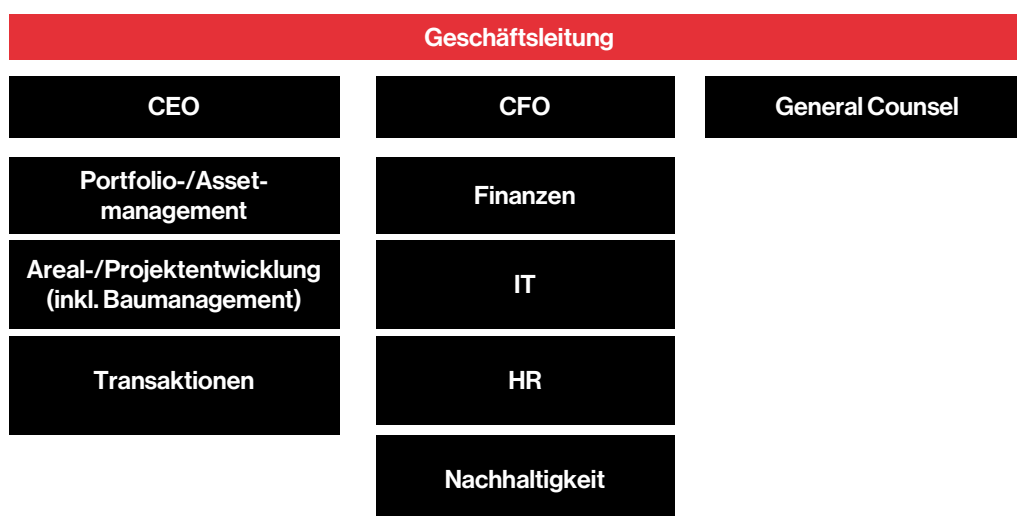 Geschäftsleitung
CEO
CFO
General Counsel
Portfolio-/Asset-
management
Finanzen
Areal-/Projektentwicklung
(inkl. Baumanagement)
IT
Transaktionen
HR
Nachhaltigkeit